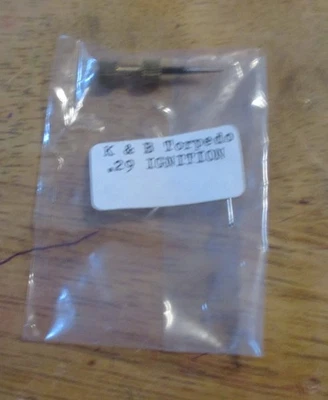 K & B Torpedo
.29 IGNITION